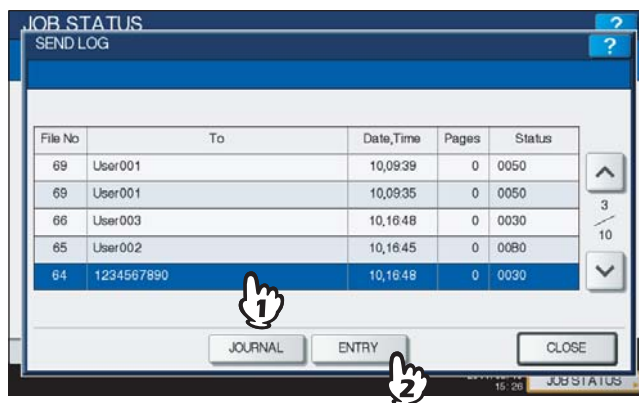 JOB STATUS ?
SEND LOG ?
File No To Date,Time Pages Status
69 User001 10,09:39 0 0050
69 User001 10,09:35 0 0050
66 User003 10,16:48 0 0030
65 User002 10,16:45 0 00B0
64 1234567890 10,16:48 0 0030
3
10
1
JOURNAL ENTRY CLOSE
2
15:26 JOB STATUS